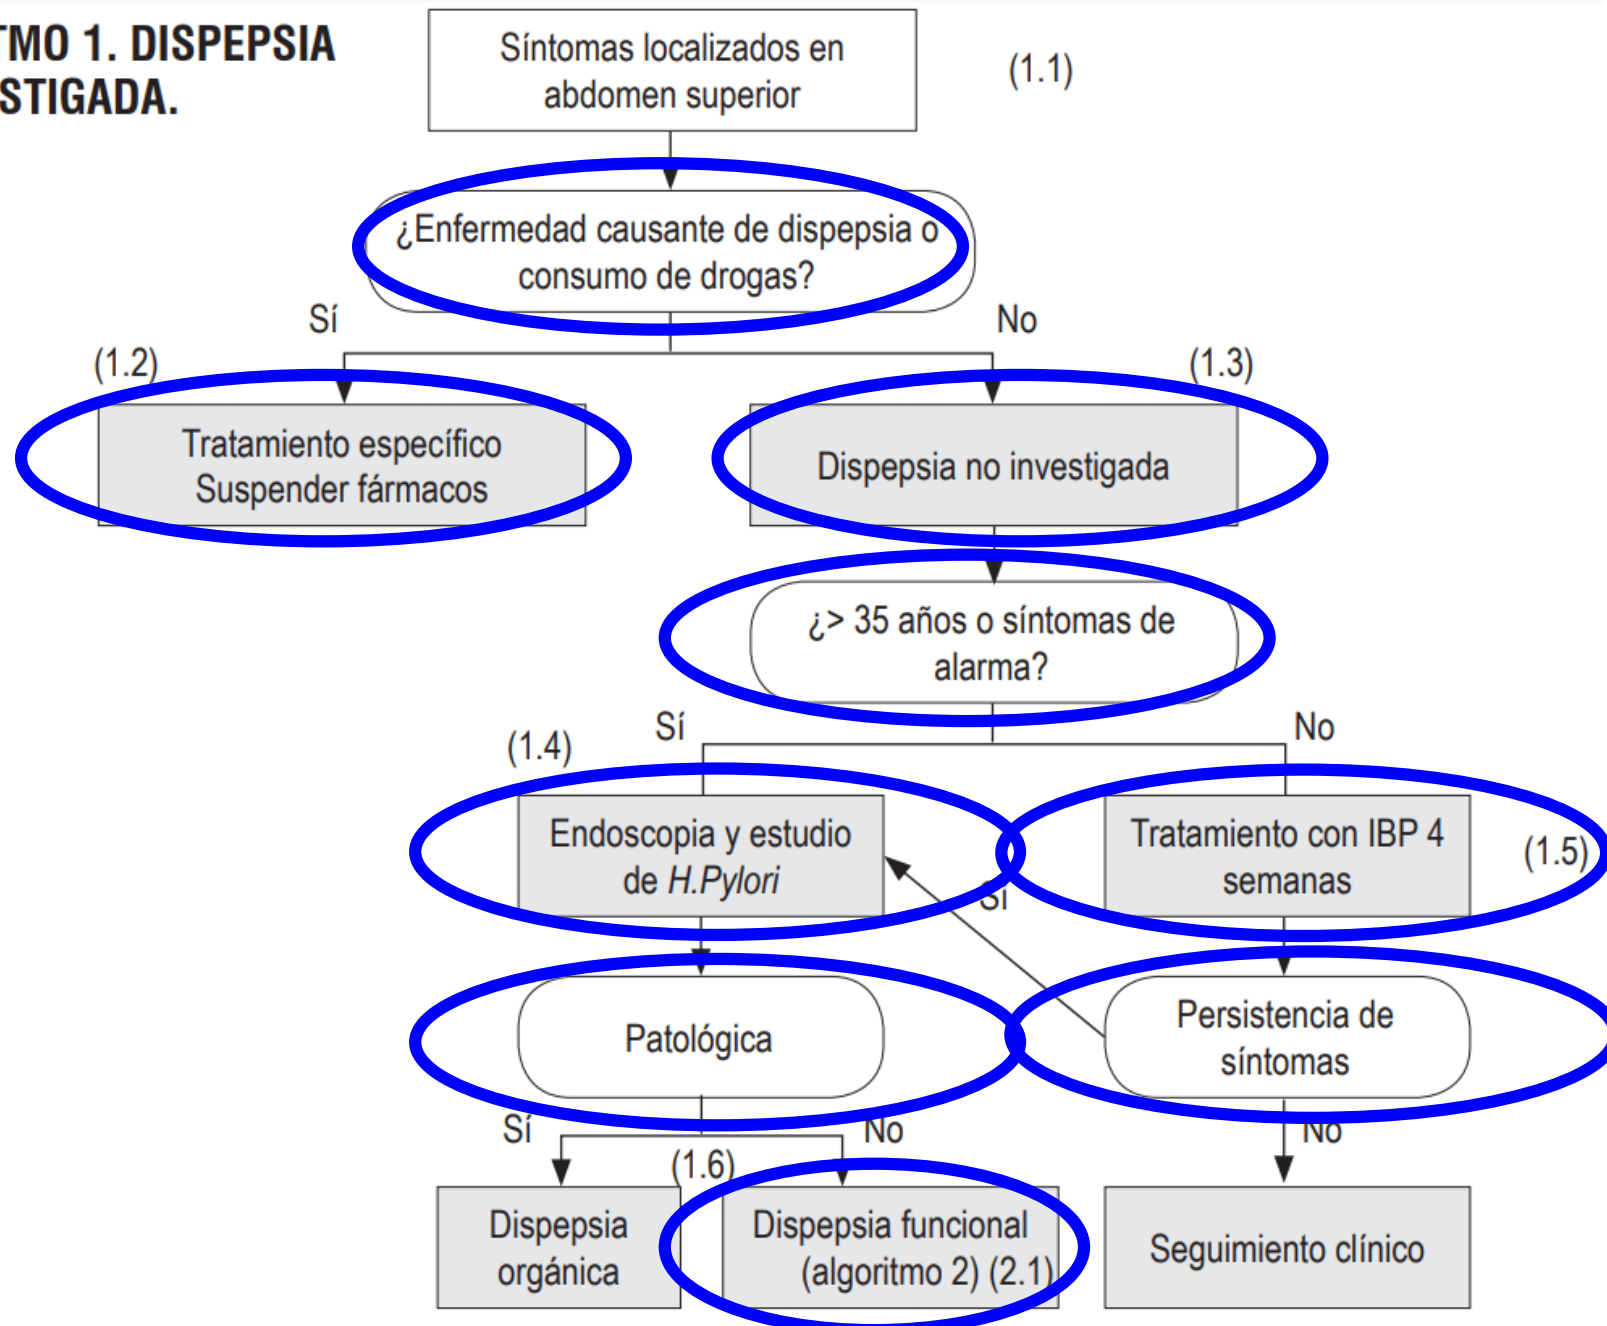 TMO 1. DISPEPSIA
STIGADA.
Síntomas localizados en
abdomen superior
(1.1)
¿Enfermedad causante de dispepsia o
consumo de drogas?
Sí
No
(1.2)
(1.3)
Tratamiento específico
Suspender fármacos
Dispepsia no investigada
¿> 35 años o síntomas de
alarma?
Sí
No
(1.4)
Endoscopia y estudio
de H.Pylori
Tratamiento con IBP 4
semanas
(1.5)
Sí
Patológica
Persistencia de
síntomas
Sí
No
No
(1.6)
Dispepsia
orgánica
Dispepsia funcional
(algoritmo 2) (2.1)
Seguimiento clínico